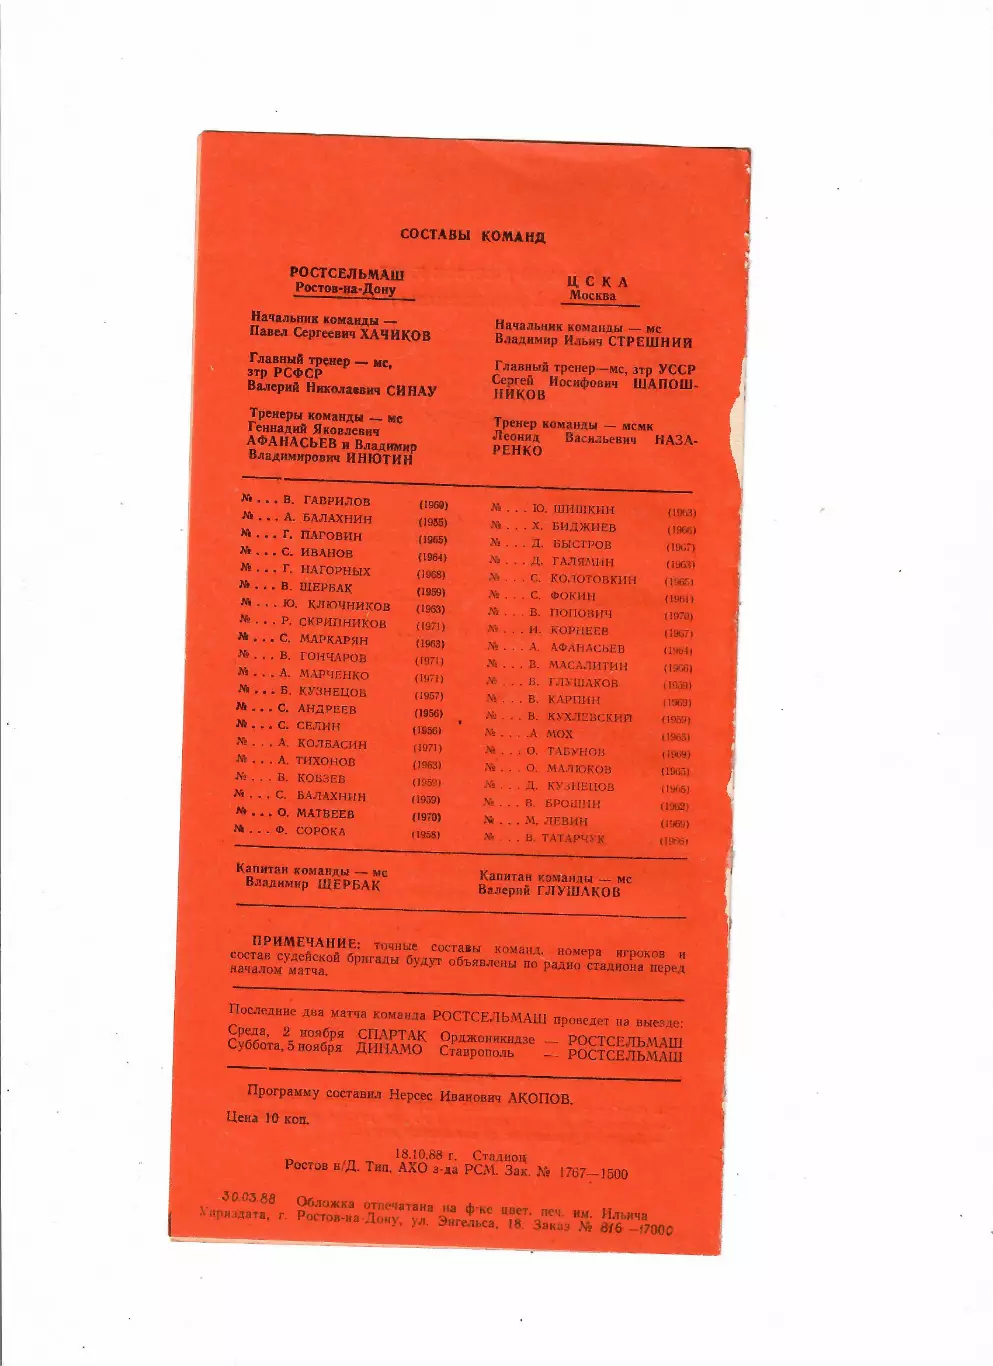 СОСТАВЫ КОМАНД
РОСТСЕЛЬМАШ
Ростов-на-Дону
Начальник команды —
Павел Сергеевич ХАЧИКОВ
Главный тренер — мс,
зтр РСФСР
Валерий Николаевич СИНАУ
Тренеры команды — мс
Геннадий Яковлевич
АФАНАСЬЕВ и Владимир
Владимирович ИНЮТИН
ЦСКА
Москва
Начальник команды — мс
Владимир Ильич СТРЕШНИЙ
Главный тренер—мс, зтр УССР
Сергей Иосифович ШАПОШ-
НИКОВ
Тренер команды — мсмк
Леонид Васильевич НАЗА-
РЕНКО
№ . . . В. ГАВРИЛОВ (1960)
№ . . . А. БАЛАХНИН (1955)
№ . . . Г. ПАГОВИН (1965)
№ . . . С. ИВАНОВ (1964)
№ . . . Г. НАГОРНЫХ (1968)
№ . . . В. ЩЕРБАК (1959)
№ . . . Ю. КЛЮЧНИКОВ (1963)
№ . . . Р. СКРИПНИКОВ (1971)
№ . . . С. МАРКАРЯН (1963)
№ . . . В. ГОНЧАРОВ (1971)
№ . . . А. МАРЧЕНКО (1971)
№ . . . Б. КУЗНЕЦОВ (1957)
№ . . . С. АНДРЕЕВ (1956)
№ . . . С. СЕЛИН (1956)
№ . . . А. КОЛБАСИН (1971)
№ . . . А. ТИХОНОВ (1963)
№ . . . В. КОВЗЕВ (1959)
№ . . . С. БАЛАХНИН (1959)
№ . . . О. МАТВЕЕВ (1970)
№ . . . Ф. СОРОКА (1958)
№ . . . Ю. ШИШКИН (1963)
№ . . . Х. БИДЖИЕВ (1966)
№ . . . Д. БЫСТРОВ (1967)
№ . . . Д. ГАЛЯМИН (1963)
№ . . . С. КОЛОТОВКИН (1965)
№ . . . С. ФОКИН (1961)
№ . . . В. ПОПОВИЧ (1970)
№ . . . И. КОРНЕЕВ (1967)
№ . . . А. АФАНАСЬЕВ (1964)
№ . . . В. МАСАЛИТИН (1966)
№ . . . В. ГЛУШАКОВ (1959)
№ . . . В. КАРПИН (1969)
№ . . . В. КУХЛЕВСКИЙ (1959)
№ . . . .А МОХ (1965)
№ . . . О. ТАБУНОВ (1969)
№ . . . О. МАЛЮКОВ (1965)
№ . . . Д. КУЗНЕЦОВ (1965)
№ . . . В. БРОШИН (1962)
№ . . . М. ЛЕВИН (1969)
№ . . . В. ТАТАРЧУК (1966)
Капитан команды — мс
Владимир ЩЕРБАК
Капитан команды — мс
Валерий ГЛУШАКОВ
ПРИМЕЧАНИЕ: точные составы команд, номера игроков и
состав судейской бригады будут объявлены по радио стадиона перед
началом матча.
Последние два матча команда РОСТСЕЛЬМАШ проведет на выезде:
Среда, 2 ноября СПАРТАК Орджоникидзе — РОСТСЕЛЬМАШ
Суббота, 5 ноября ДИНАМО Ставрополь — РОСТСЕЛЬМАШ
Программу составил Нерсес Иванович АКОПОВ.
Цена 10 коп.
18.10.88 г. Стадион
Ростов н/Д. Тип. АХО з-да РСМ. Зак. № 1767—1500
30.03.88 Обложка отпечатана на ф-ке цвет. печ. им. Ильича
Уприздата, г. Ростов-на-Дону, ул. Энгельса, 18. Заказ № 816 —17000